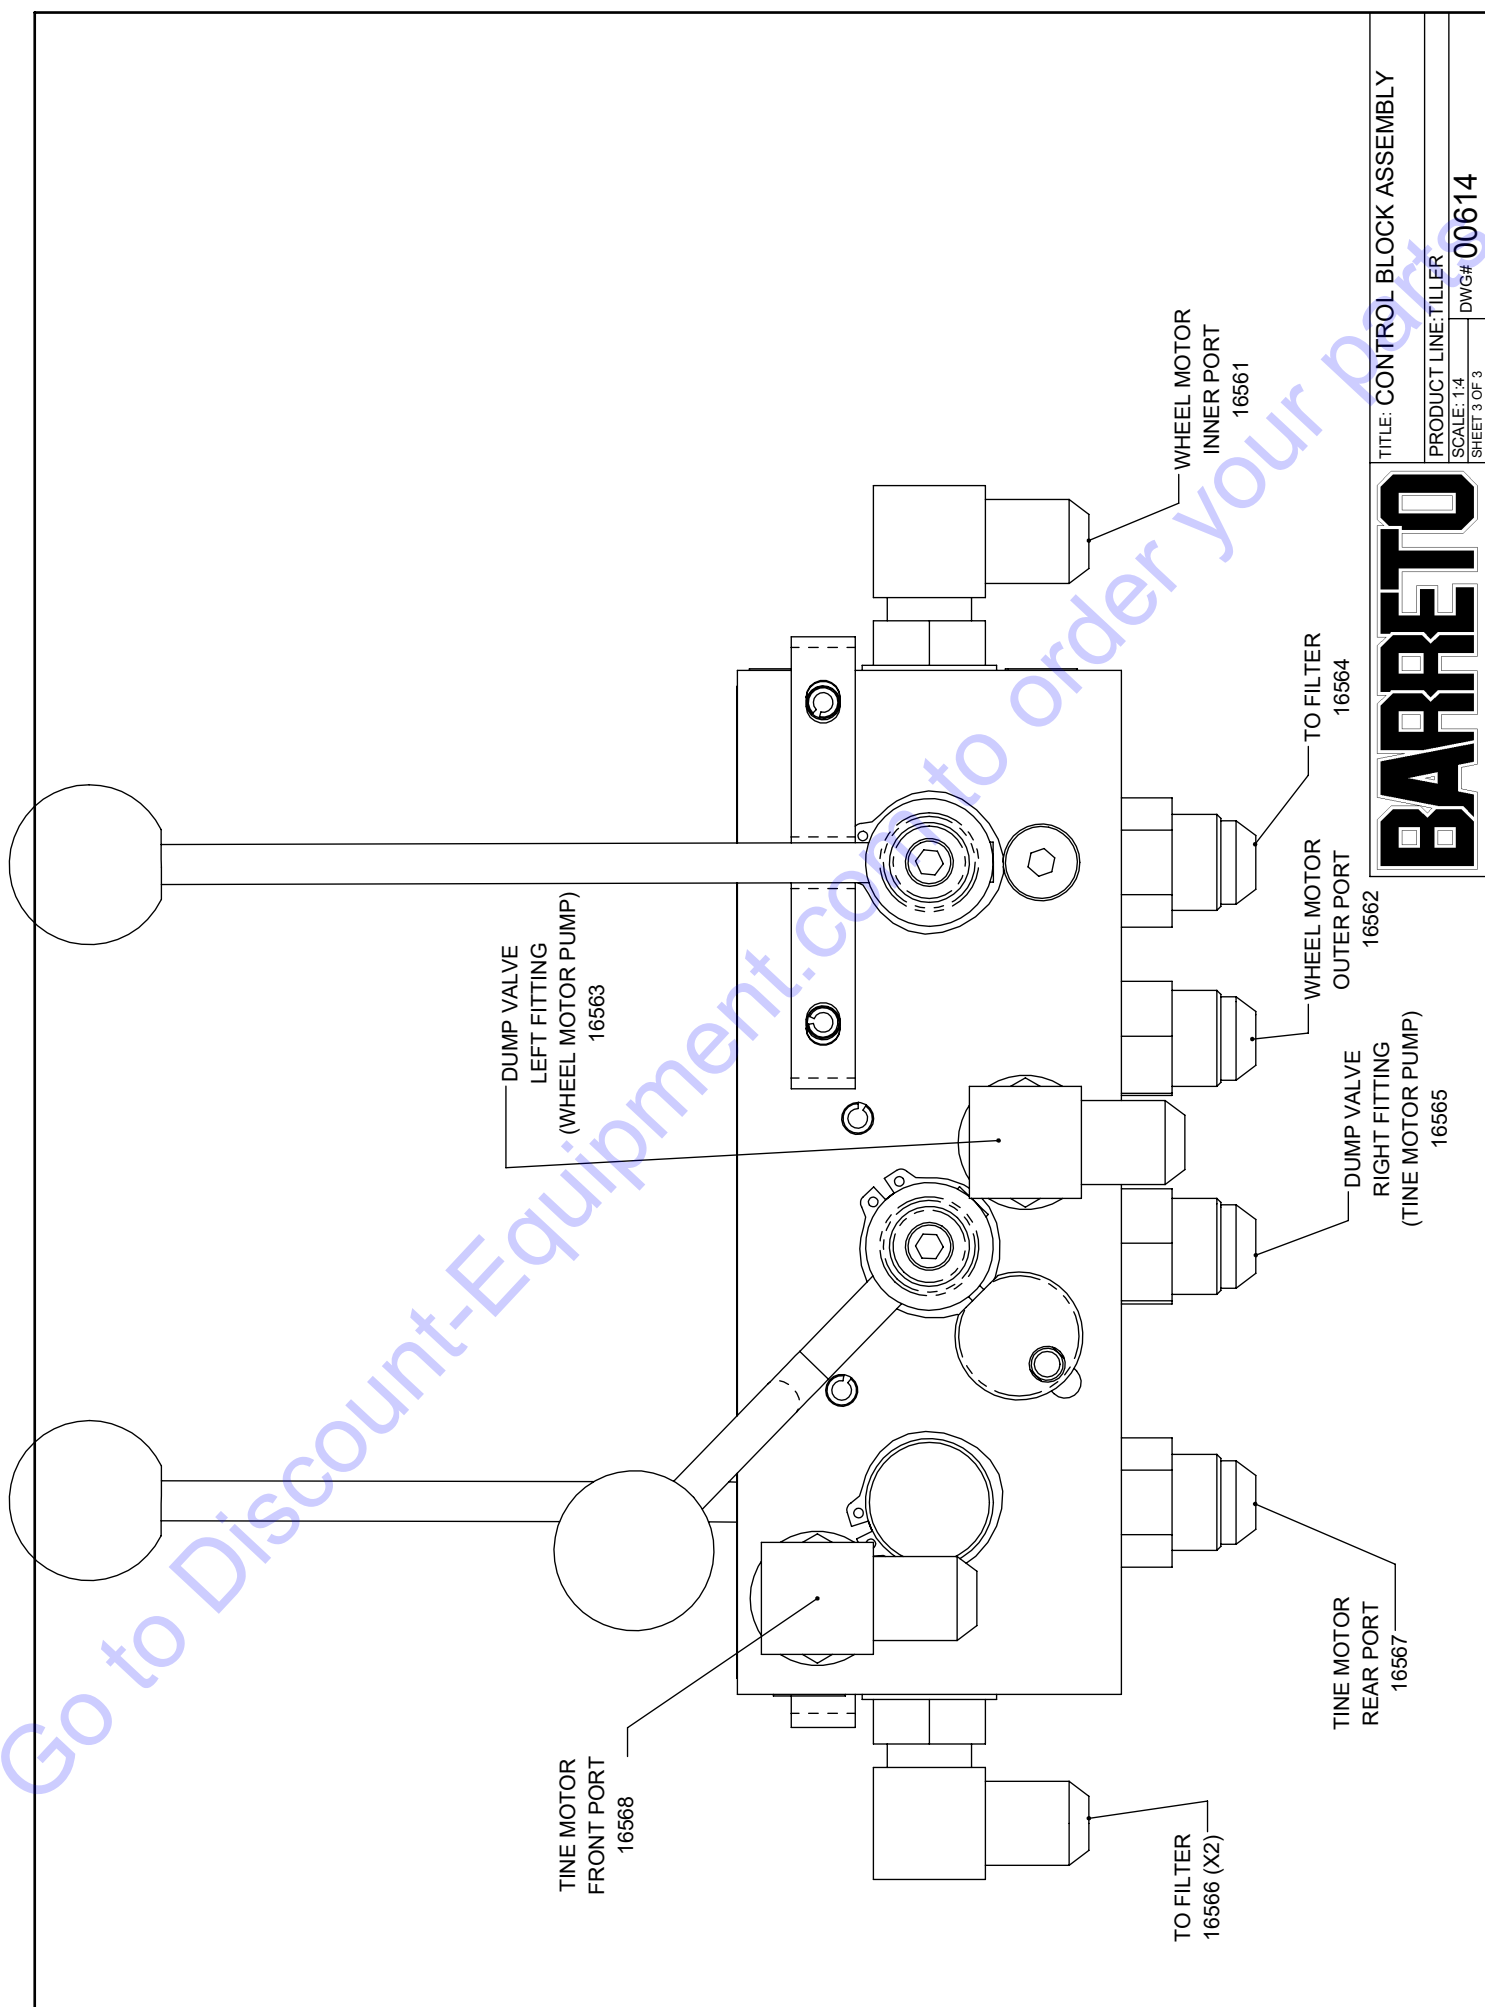 TINE MOTOR
FRONT PORT
16568
DUMP VALVE
LEFT FITTING
(WHEEL MOTOR PUMP)
16563
TO FILTER
16566 (X2)
WHEEL MOTOR
INNER PORT
16561
TINE MOTOR
REAR PORT
16567
DUMP VALVE
RIGHT FITTING
(TINE MOTOR PUMP)
16565
WHEEL MOTOR
OUTER PORT
16562
TO FILTER
16564
BARRETO
TITLE: CONTROL BLOCK ASSEMBLY
PRODUCT LINE: TILLER
SCALE: 1:4
SHEET 3 OF 3
DWG# 00614
Go to Discount-Equipment.com to order your parts